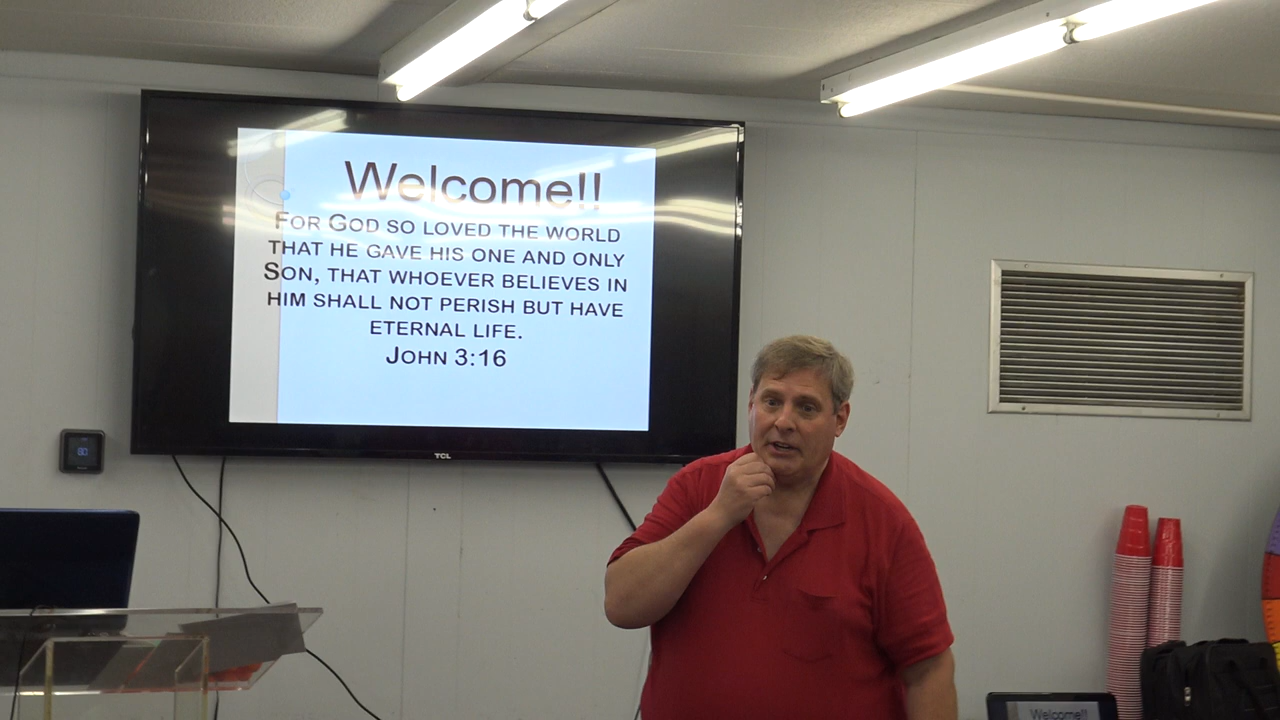 Welcome!!
For God so loved the world
that he gave his one and only
Son, that whoever believes in
him shall not perish but have
eternal life.
John 3:16
TCL
80
Welcome!!